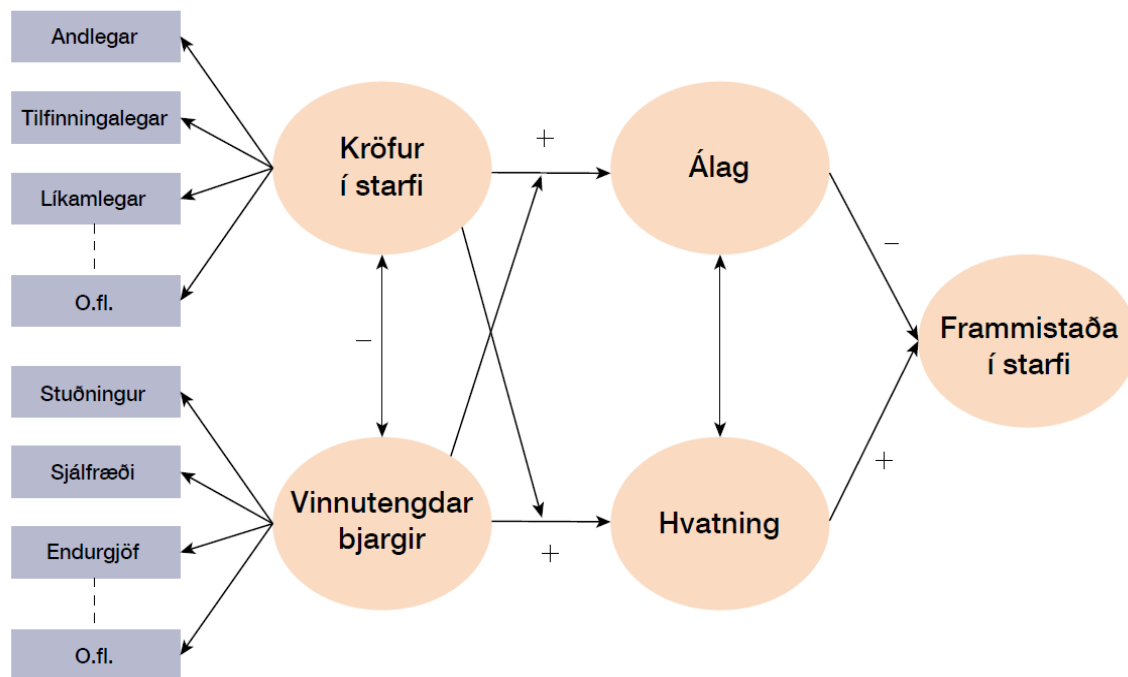 Andlegar
Tilfinningalegar
Líkamlegar
O.fl.
Kröfur
í starfi
+
Álag
−
−
Frammistaða
í starfi
Stuðningur
Sjálfræði
Endurgjöf
O.fl.
Vinnutengdar
bjargir
+
Hvatning
+